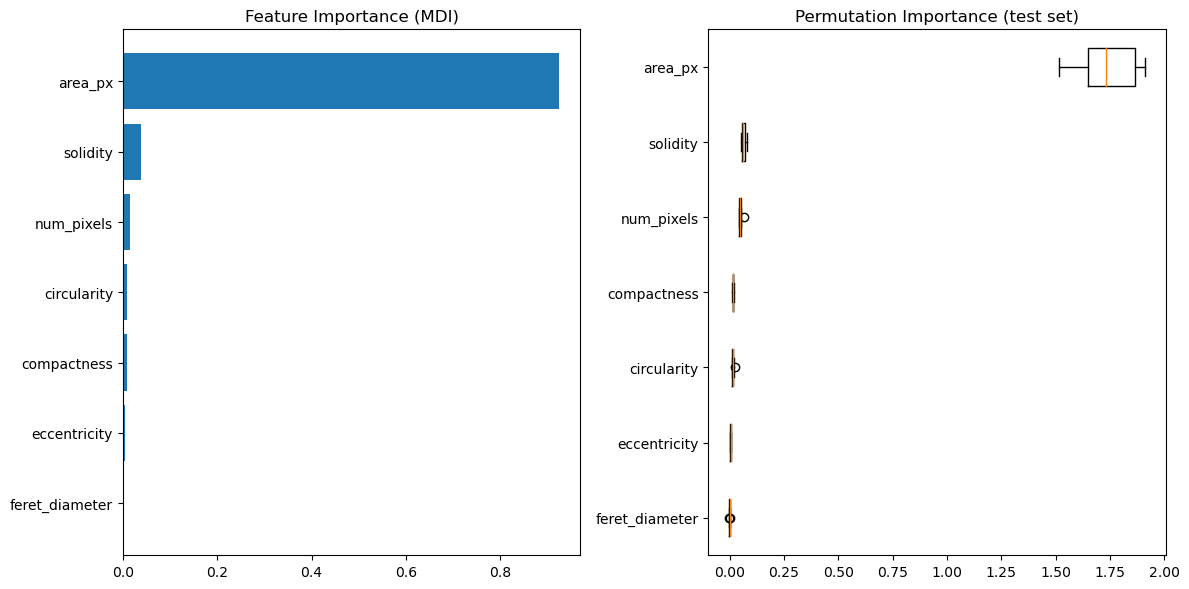 Feature Importance (MDI)
area_px
solidity
num_pixels
circularity
compactness
eccentricity
feret_diameter
0.0 0.2 0.4 0.6 0.8
Permutation Importance (test set)
area_px
solidity
num_pixels
compactness
circularity
eccentricity
feret_diameter
0.00 0.25 0.50 0.75 1.00 1.25 1.50 1.75 2.00